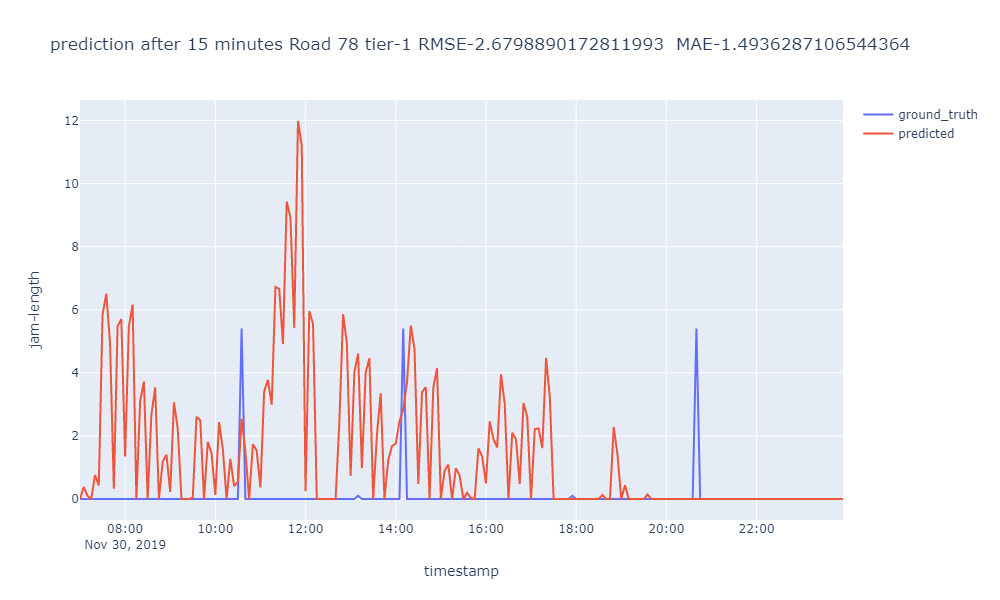 prediction after 15 minutes Road 78 tier-1 RMSE-2.6798890172811993  MAE-1.4936287106544364
ground_truth
predicted
12
10
8
6
4
2
0
jam-length
08:00 10:00 12:00 14:00 16:00 18:00 20:00 22:00
Nov 30, 2019
timestamp